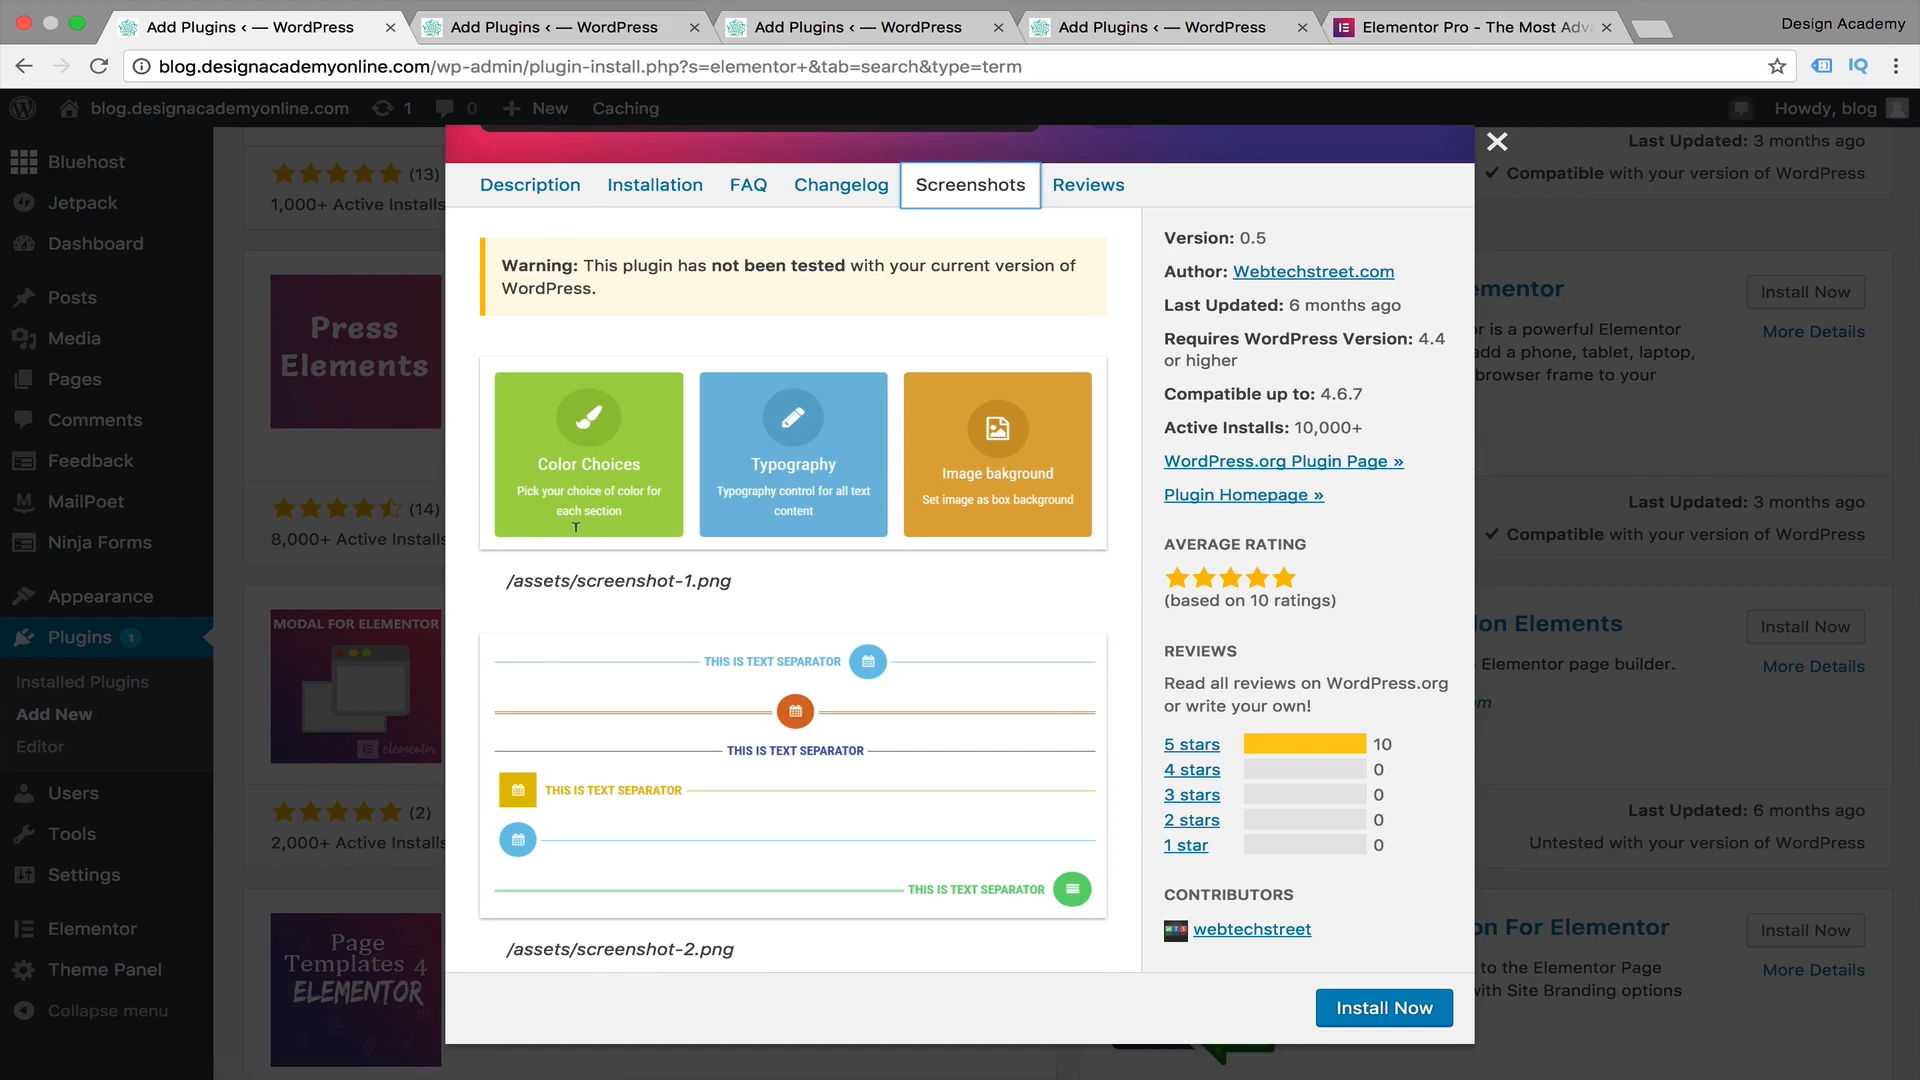 Add Plugins ‹ — WordPress
Add Plugins ‹ — WordPress
Add Plugins ‹ — WordPress
Add Plugins ‹ — WordPress
Elementor Pro - The Most Adv
Design Academy
blog.designacademyonline.com/wp-admin/plugin-install.php?s=elementor+&tab=search&type=term
blog.designacademyonline.com
1
0
New
Caching
Howdy, blog
Bluehost
Jetpack
Dashboard
Posts
Media
Pages
Comments
Feedback
MailPoet
Ninja Forms
Appearance
Plugins 1
Installed Plugins
Add New
Editor
Users
Tools
Settings
Elementor
Theme Panel
Collapse menu
(13)
1,000+ Active Installs
Press
Elements
(14)
8,000+ Active Installs
MODAL FOR ELEMENTOR
elementor
(2)
2,000+ Active Installs
Page
Templates 4
ELEMENTOR
Description
Installation
FAQ
Changelog
Screenshots
Reviews
Warning: This plugin has not been tested with your current version of
WordPress.
Color Choices
Pick your choice of color for
each section
Typography
Typography control for all text
content
Image bakground
Set image as box background
/assets/screenshot-1.png
THIS IS TEXT SEPARATOR
THIS IS TEXT SEPARATOR
THIS IS TEXT SEPARATOR
THIS IS TEXT SEPARATOR
/assets/screenshot-2.png
Version: 0.5
Author: Webtechstreet.com
Last Updated: 6 months ago
Requires WordPress Version: 4.4
or higher
Compatible up to: 4.6.7
Active Installs: 10,000+
WordPress.org Plugin Page »
Plugin Homepage »
AVERAGE RATING
(based on 10 ratings)
REVIEWS
Read all reviews on WordPress.org
or write your own!
5 stars 10
4 stars 0
3 stars 0
2 stars 0
1 star 0
CONTRIBUTORS
WTS
webtechstreet
Install Now
Last Updated: 3 months ago
Compatible with your version of WordPress
ementor
Install Now
r is a powerful Elementor
More Details
add a phone, tablet, laptop,
browser frame to your
Last Updated: 3 months ago
Compatible with your version of WordPress
on Elements
Install Now
Elementor page builder.
More Details
m
Last Updated: 6 months ago
Untested with your version of WordPress
on For Elementor
Install Now
to the Elementor Page
More Details
with Site Branding options